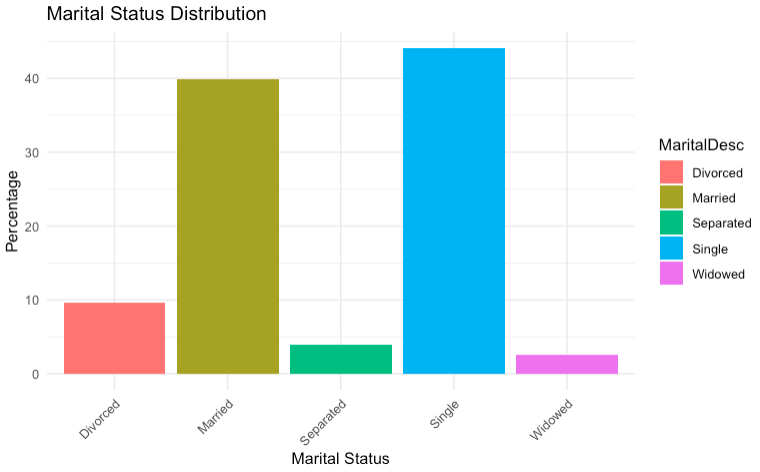 Marital Status Distribution
Percentage
40
30
20
10
0
Divorced
Married
Separated
Single
Widowed
Marital Status
MaritalDesc
Divorced
Married
Separated
Single
Widowed